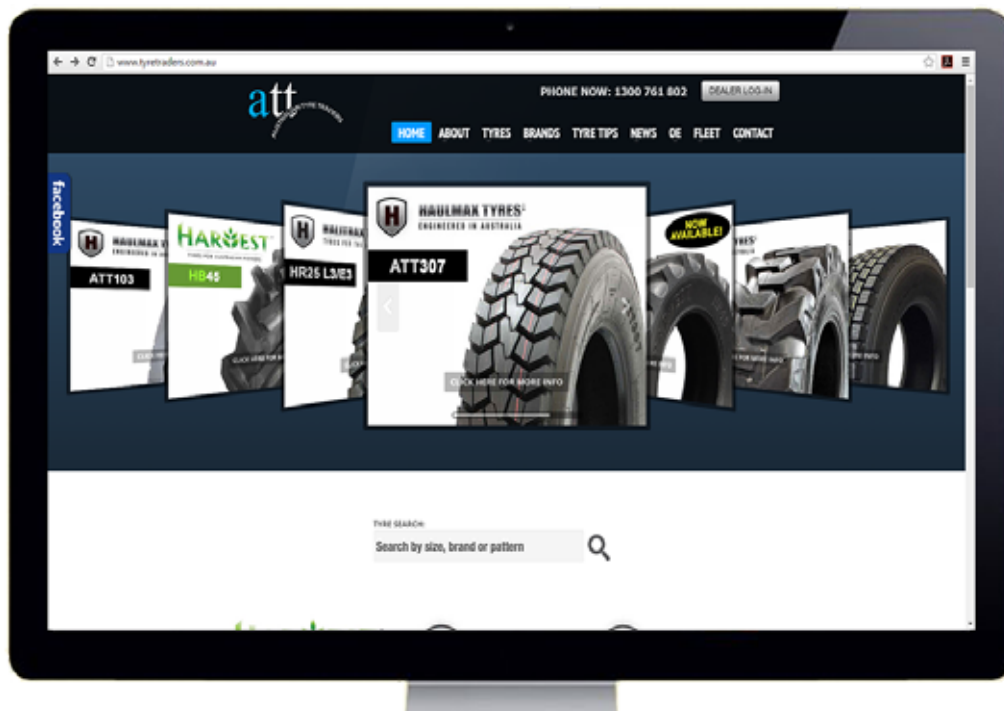 www.tyretraders.com.au
att
PHONE NOW: 1300 761 802
DEALER LOG-IN
HOME ABOUT TYRES BRANDS TYRE TIPS NEWS OE FLEET CONTACT
facebook
HAULMAX
ATT103
HARVEST
HB45
HR25 L3/E3
HAULMAX TYRES
ENGINEERED IN AUSTRALIA
ATT307
CLICK HERE FOR MORE INFO
NOW
AVAILABLE!
TYRE SEARCH:
Search by size, brand or pattern